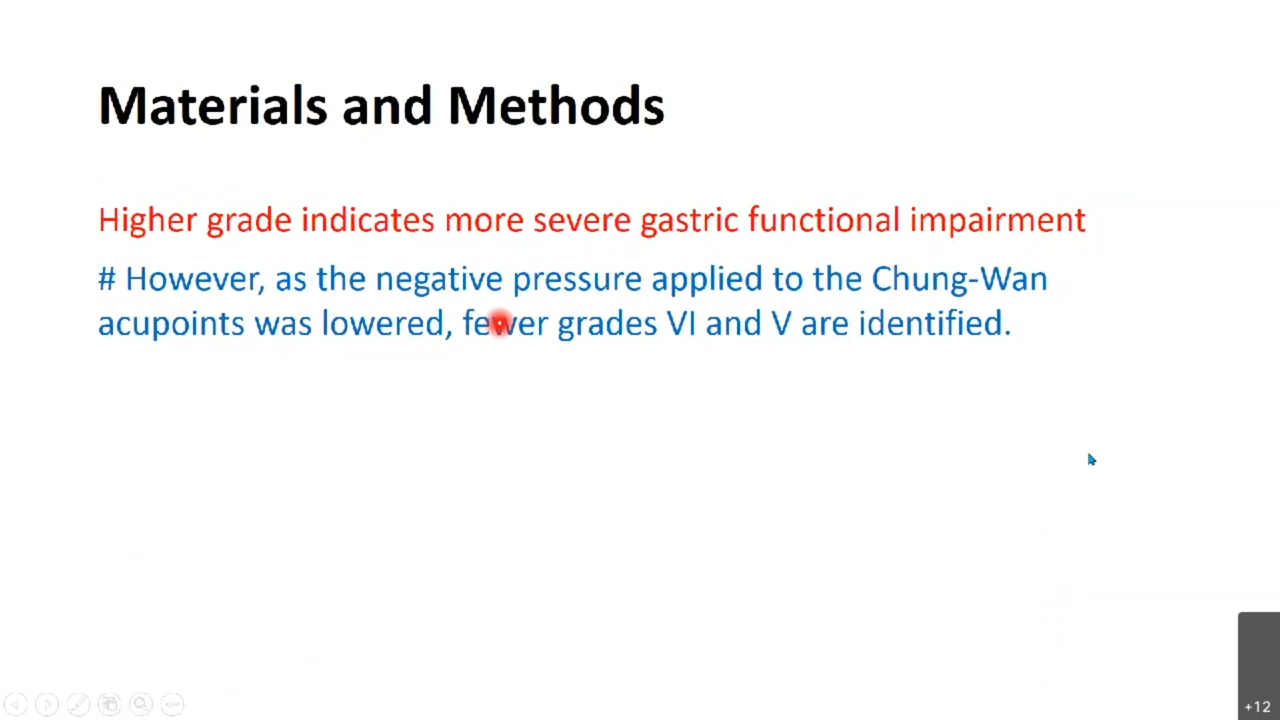 Materials and Methods
Higher grade indicates more severe gastric functional impairment
# However, as the negative pressure applied to the Chung-Wan
acupoints was lowered, fewer grades VI and V are identified.
+12